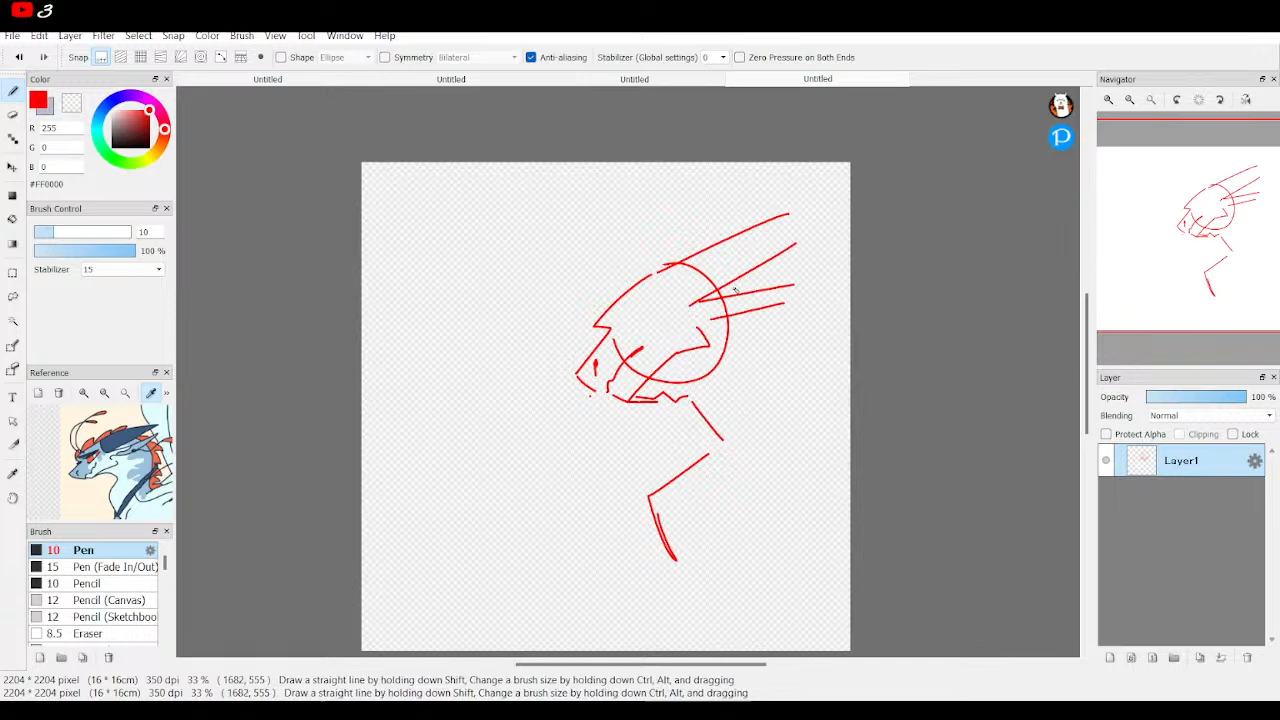 3
File Edit Layer Filter Select Snap Color Brush View Tool Window Help
Snap Shape Ellipse Symmetry Bilateral Anti-aliasing Stabilizer (Global settings) 0 Zero Pressure on Both Ends
Untitled Untitled Untitled Untitled
Color
R 255
G 0
B 0
#FF0000
Brush Control
10
100 %
Stabilizer 15
Reference
Brush
10 Pen
15 Pen (Fade In/Out)
10 Pencil
12 Pencil (Canvas)
12 Pencil (Sketchboo
8.5 Eraser
Navigator
Layer
Opacity 100 %
Blending Normal
Protect Alpha Clipping Lock
Layer1
2204 * 2204 pixel (16 * 16cm) 350 dpi 33 % ( 1682, 555 ) Draw a straight line by holding down Shift, Change a brush size by holding down Ctrl, Alt, and dragging
2204 * 2204 pixel (16 * 16cm) 350 dpi 33 % ( 1682, 555 ) Draw a straight line by holding down Shift, Change a brush size by holding down Ctrl, Alt, and dragging